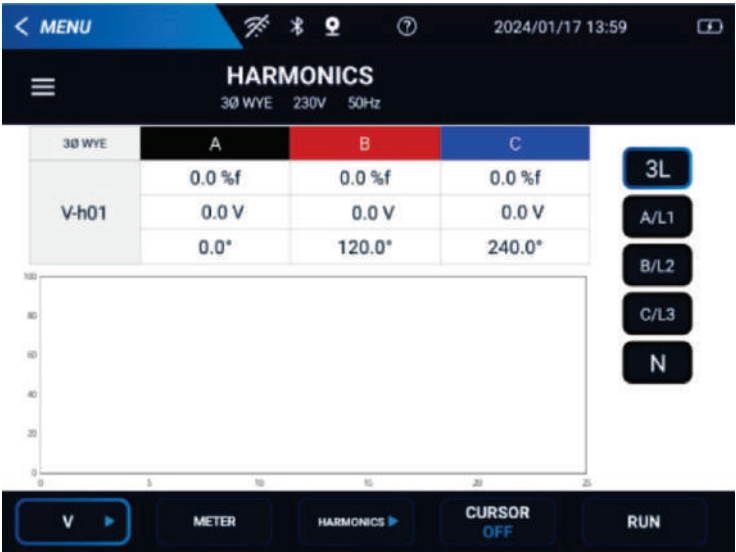 < MENU
? 2024/01/17 13:59
HARMONICS
3Ø WYE 230V 50Hz
3Ø WYE A B C
0.0 %f 0.0 %f 0.0 %f
V-h01 0.0 V 0.0 V 0.0 V
0.0° 120.0° 240.0°
3L
A/L1
B/L2
C/L3
N
100
80
60
40
20
0
0 5 10 15 20 25
V METER HARMONICS CURSOR OFF RUN